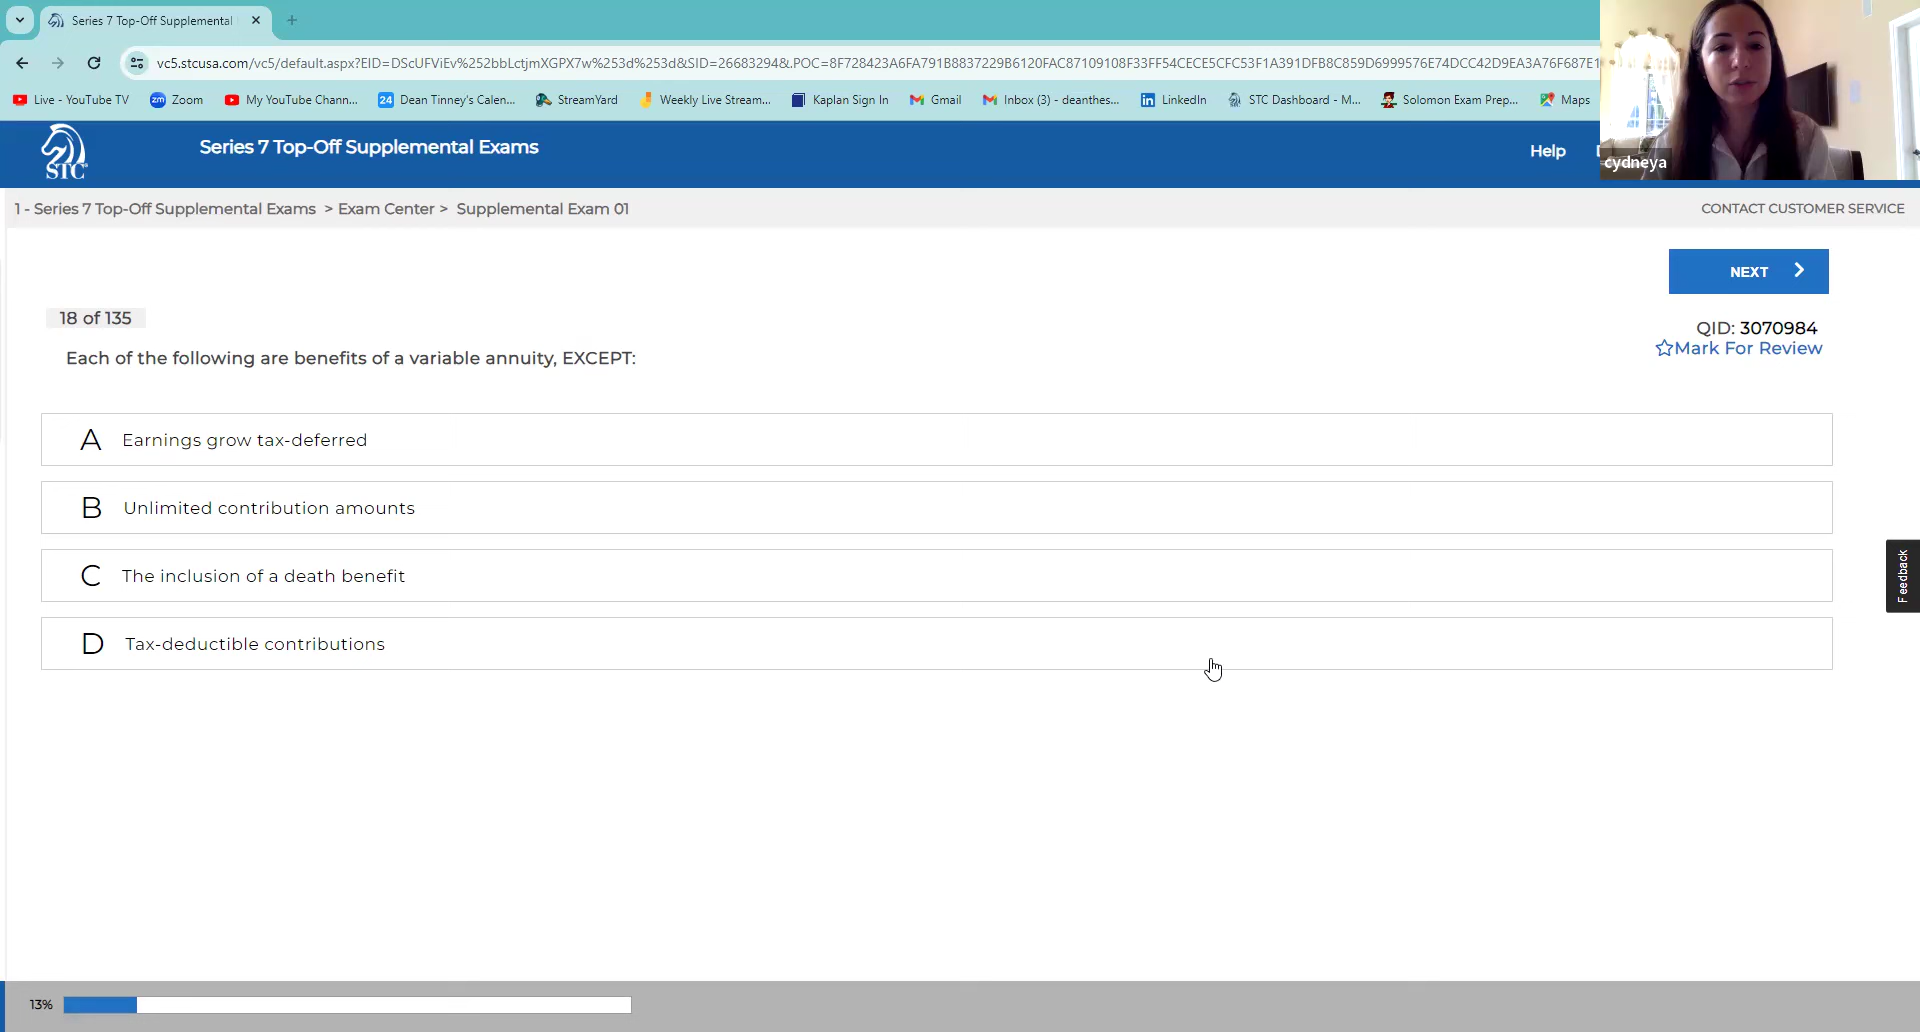 Series 7 Top-Off Supplemental
vc5.stcusa.com/vc5/default.aspx?EID=DScUFViEv%252bbLctjmXGPX7w%253d%253d&SID=26683294&.POC=8F728423A6FA791B8837229B6120FAC87109108F33FF54CECE5CFC53F1A391DFB8C859D6999576E74DCC42D9EA3A76F687E1
Live - YouTube TV Zoom My YouTube Chann... 24 Dean Tinney's Calen... StreamYard Weekly Live Stream... Kaplan Sign In Gmail Inbox (3) - deanthes... LinkedIn STC Dashboard - M... Solomon Exam Prep... Maps
STC
Series 7 Top-Off Supplemental Exams
Help
cydneya
1 - Series 7 Top-Off Supplemental Exams > Exam Center > Supplemental Exam 01
CONTACT CUSTOMER SERVICE
NEXT
18 of 135
QID: 3070984
Mark For Review
Each of the following are benefits of a variable annuity, EXCEPT:
A Earnings grow tax-deferred
B Unlimited contribution amounts
C The inclusion of a death benefit
D Tax-deductible contributions
Feedback
13%